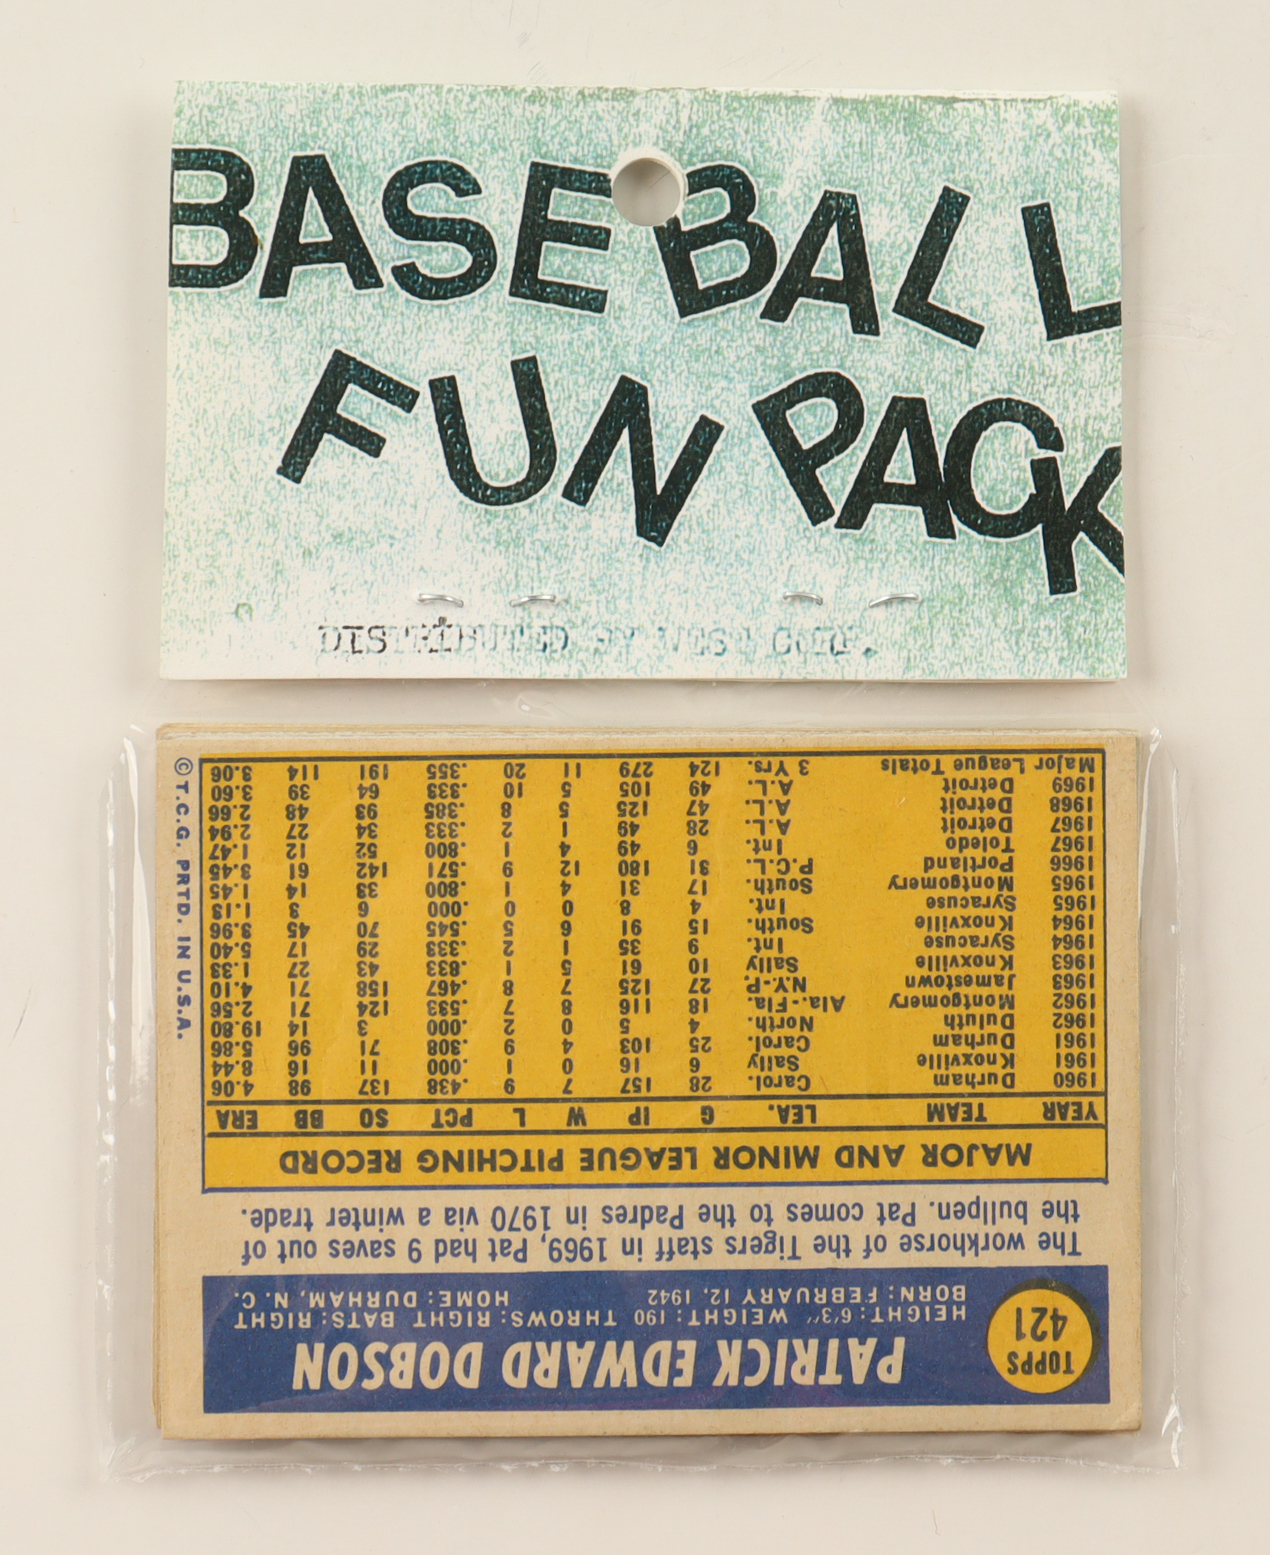 BASEBALL
FUN PACK
DISTRIBUTED BY WEST
TOPPS
421
PATRICK EDWARD DOBSON
HEIGHT: 6'3" WEIGHT: 190 THROWS: RIGHT BATS: RIGHT
BORN: FEBRUARY 12, 1942 HOME: DURHAM, N. C.
The workhorse of the Tigers staff in 1969, Pat had 9 saves out of
the bullpen. Pat comes to the Padres in 1970 via a winter trade.
MAJOR AND MINOR LEAGUE PITCHING RECORD
YEAR TEAM LEA. G IP W L PCT SO BB ERA
1960 Durham Carol. 28 157 7 9 .438 137 98 4.06
1961 Knoxville Sally 6 16 0 1 .000 11 16 8.44
1961 Durham Carol. 25 103 4 9 .308 71 96 5.86
1962 Duluth North. 4 5 0 2 .000 3 14 19.80
1962 Montgomery Ala.-Fla. 18 116 8 7 .533 124 71 2.56
1963 Jamestown N.Y.-P. 27 125 7 8 .467 158 71 4.10
1963 Knoxville Sally 10 61 5 1 .833 43 27 1.33
1964 Syracuse Int. 9 35 1 2 .333 29 17 5.40
1964 Knoxville South. 15 91 6 5 .545 70 45 3.96
1965 Syracuse Int. 4 8 0 0 .000 6 3 1.13
1965 Montgomery South. 17 31 4 1 .800 33 14 1.45
1966 Portland P.C.L. 31 180 12 9 .571 142 61 3.45
1967 Toledo Int. 6 49 4 1 .800 52 12 1.47
1967 Detroit A.L. 28 49 1 2 .333 34 27 2.94
1968 Detroit A.L. 47 125 5 8 .385 93 48 2.66
1969 Detroit A.L. 49 105 5 10 .333 64 39 3.60
Major League Totals 3 Yrs. 124 279 11 20 .355 191 114 3.06
© T.C.G. PRTD. IN U.S.A.